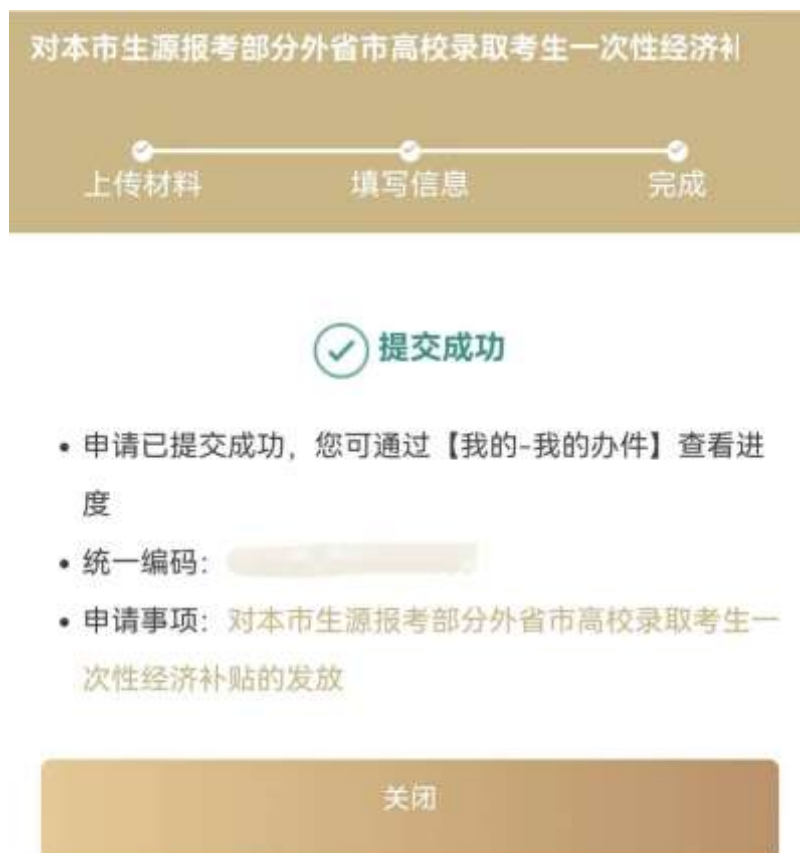 对本市生源报考部分外省市高校录取考生一次性经济补
上传材料 填写信息 完成
提交成功
• 申请已提交成功，您可通过【我的-我的办件】查看进
度
• 统一编码：
• 申请事项：对本市生源报考部分外省市高校录取考生一
次性经济补贴的发放
关闭